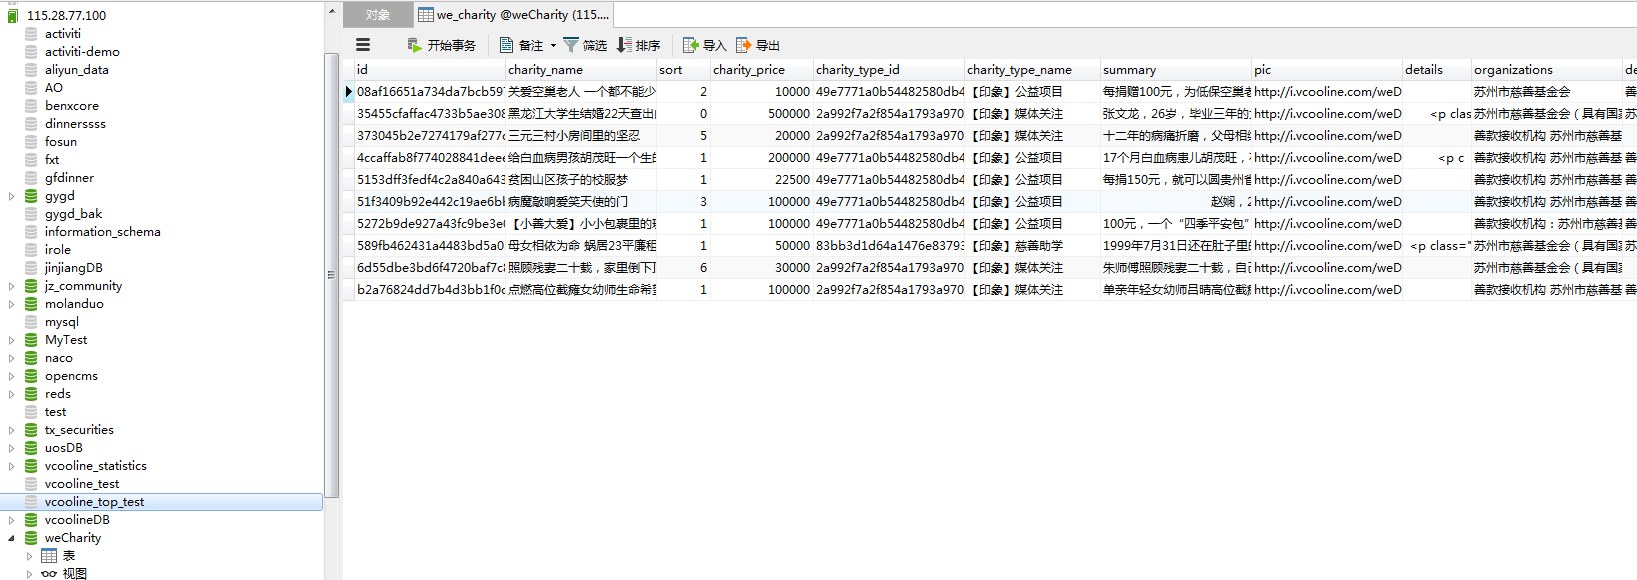 115.28.77.100
activiti
activiti-demo
aliyun_data
AO
benxcore
dinnerssss
fosun
fxt
gfdinner
gygd
gygd_bak
information_schema
irole
jinjiangDB
jz_community
molanduo
mysql
MyTest
naco
opencms
reds
test
tx_securities
uosDB
vcooline_statistics
vcooline_test
vcooline_top_test
vcoolineDB
weCharity
表
视图
对象 we_charity @weCharity (115....
开始事务 备注 筛选 排序 导入 导出
id charity_name sort charity_price charity_type_id charity_type_name summary pic details organizations de
08af16651a734da7bcb597 关爱空巢老人 一个都不能少 2 10000 49e7771a0b54482580db4 【印象】公益项目 每捐赠100元，为低保空巢老 http://i.vcooline.com/weD 苏州市慈善基金会 善
35455cfaffac4733b5ae308 黑龙江大学生结婚22天查出 0 500000 2a992f7a2f854a1793a970 【印象】媒体关注 张文龙，26岁，毕业三年的 http://i.vcooline.com/weD <p clas 苏州市慈善基金会（具有国家 苏
373045b2e7274179af277c 三元三村小房间里的坚忍 5 20000 2a992f7a2f854a1793a970 【印象】媒体关注 十二年的病痛折磨，父母相继 http://i.vcooline.com/weD 善款接收机构 苏州市慈善基
4ccaffab8f774028841deee 给白血病男孩胡茂旺一个生的 1 200000 49e7771a0b54482580db4 【印象】公益项目 17个月白血病患儿胡茂旺， http://i.vcooline.com/weD <p c 善款接收机构 苏州市慈善基 善
5153dff3fedf4c2a840a643 贫困山区孩子的校服梦 1 22500 49e7771a0b54482580db4 【印象】公益项目 每捐150元，就可以圆贵州省 http://i.vcooline.com/weD 善款接收机构 苏州市慈善基 善
51f3409b92e442c19ae6bb 病魔敲响爱笑天使的门 3 100000 49e7771a0b54482580db4 【印象】公益项目 赵娴，2 http://i.vcooline.com/weD 善款接收机构 苏州市慈善基 善
5272b9de927a43fc9be3e0 【小善大爱】小小包裹里的 1 100000 49e7771a0b54482580db4 【印象】公益项目 100元，一个“四季平安包” http://i.vcooline.com/weD 善款接收机构：苏州市慈善 善
589fb462431a4483bd5a0 母女相依为命 蜗居23平廉租 1 50000 83bb3d1d64a1476e83793 【印象】慈善助学 1999年7月31日还在肚子里的 http://i.vcooline.com/weD <p class=" 苏州市慈善基金会（具有国家 善
6d55dbe3bd6f4720baf7c8 照顾残妻二十载，家里倒下 6 30000 2a992f7a2f854a1793a970 【印象】媒体关注 朱师傅照顾残妻二十载，自己 http://i.vcooline.com/weD 苏州市慈善基金会（具有国家 苏
b2a76824dd7b4d3bb1f0c 点燃高位截瘫女幼师生命希望 1 100000 2a992f7a2f854a1793a970 【印象】媒体关注 单亲年轻女幼师吕晴高位截瘫 http://i.vcooline.com/weD 善款接收机构 苏州市慈善基 善